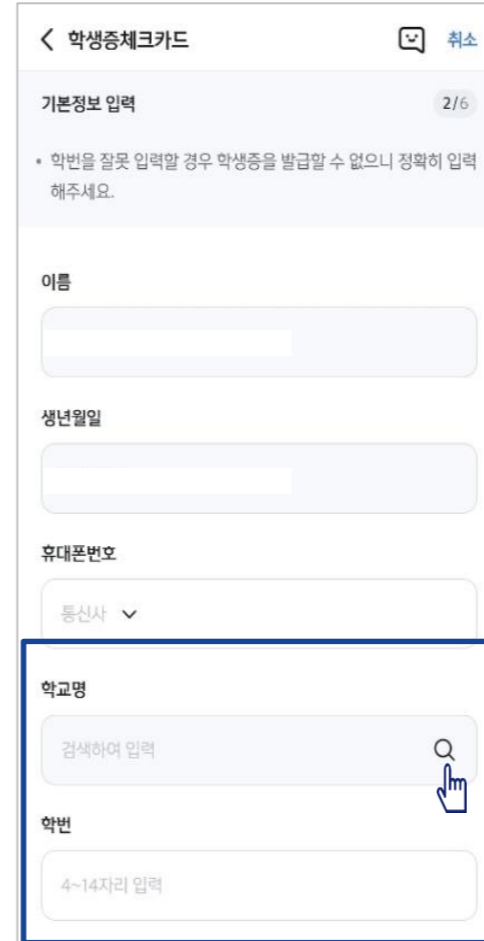 학생증체크카드
취소
기본정보 입력
2/6
• 학번을 잘못 입력할 경우 학생증을 발급할 수 없으니 정확히 입력
해주세요.
이름
생년월일
휴대폰번호
통신사
학교명
검색하여 입력
학번
4~14자리 입력